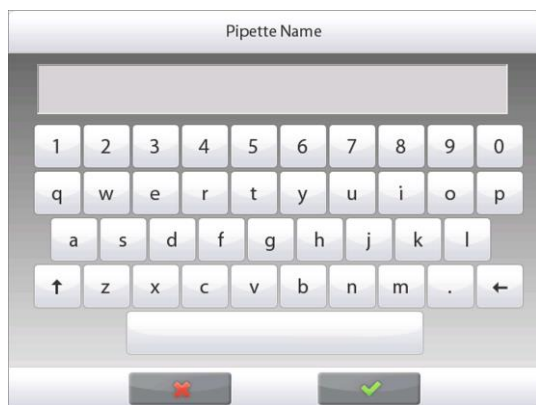 Pipette Name
1 2 3 4 5 6 7 8 9 0
q w e r t y u i o p
a s d f g h j k l
↑ z x c v b n m . ←